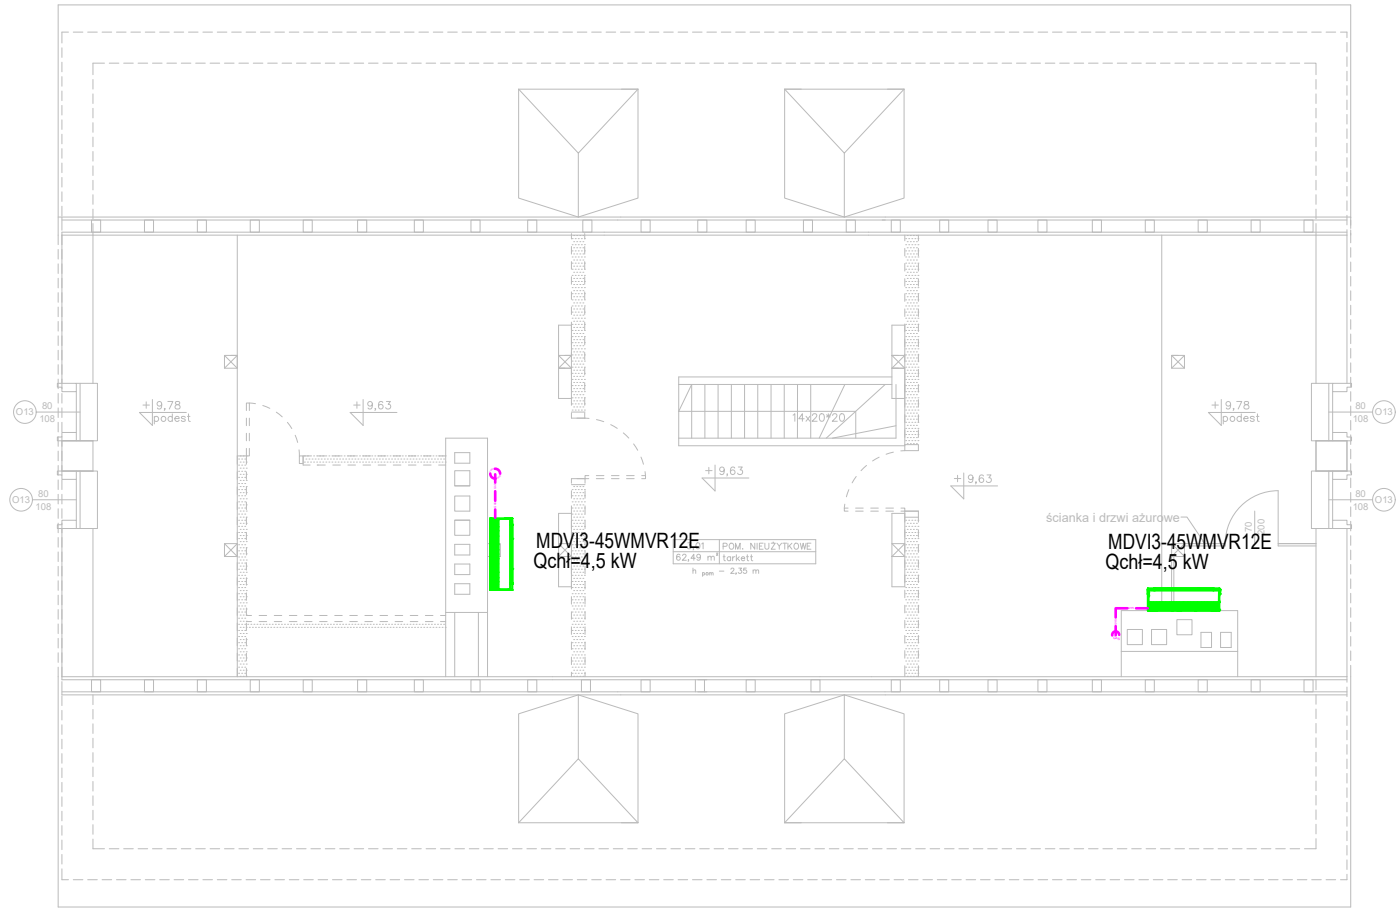 +9,78
podest
+9,63
+9,78
podest
O13
80
108
80
108
O13
14x20*20
+9,63
+9,63
O13
80
108
80
108
O13
ścianka i drzwi ażurowe
70
MDVI3-45WMVR12E
Qchł=4,5 kW
POM. NIEUŻYTKOWE
62,49 m² tarkett
h pom - 2,35 m
MDVI3-45WMVR12E
Qchł=4,5 kW